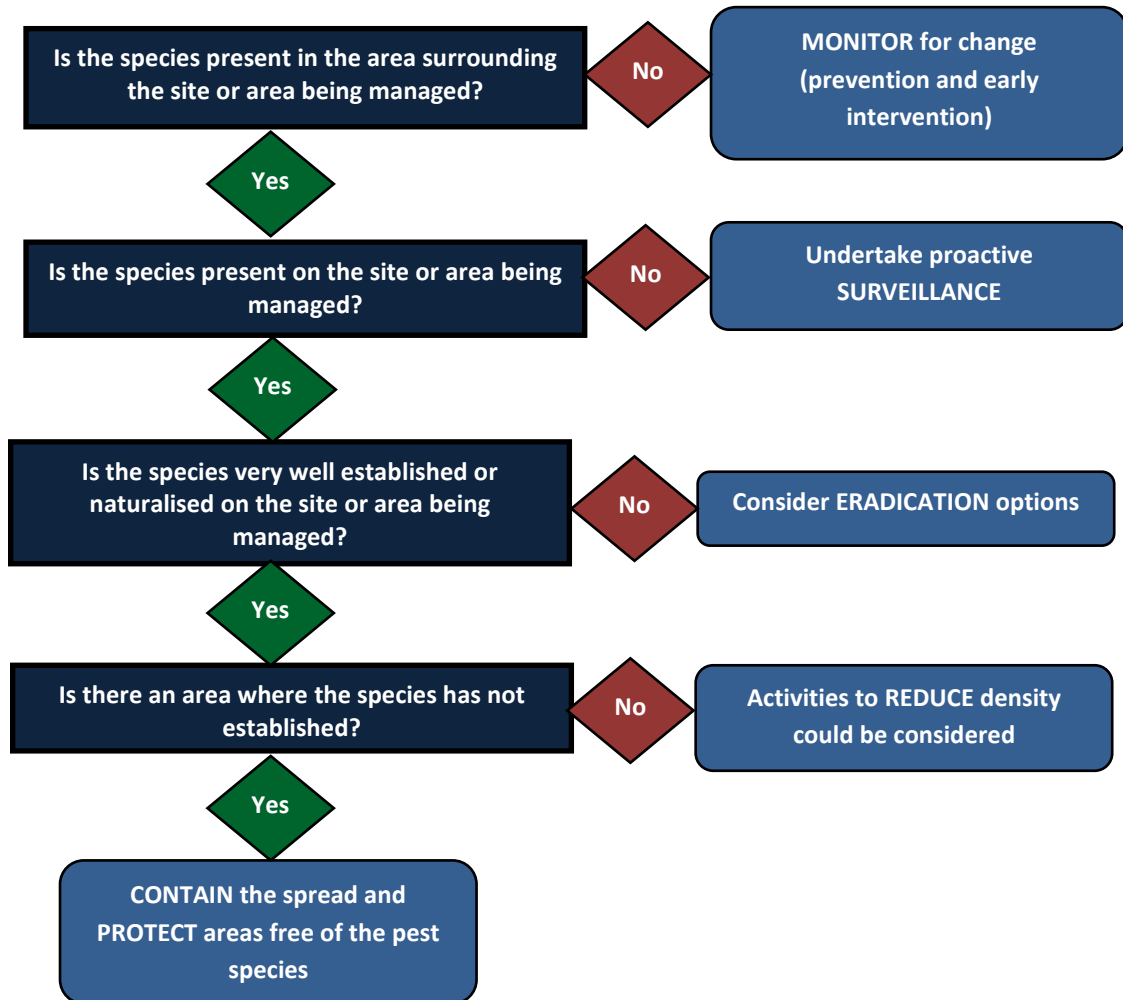 Is the species present in the area surrounding
the site or area being managed?
No
MONITOR for change
(prevention and early
intervention)
Yes
Is the species present on the site or area being
managed?
No
Undertake proactive
SURVEILLANCE
Yes
Is the species very well established or
naturalised on the site or area being
managed?
No
Consider ERADICATION options
Yes
Is there an area where the species has not
established?
No
Activities to REDUCE density
could be considered
Yes
CONTAIN the spread and
PROTECT areas free of the pest
species